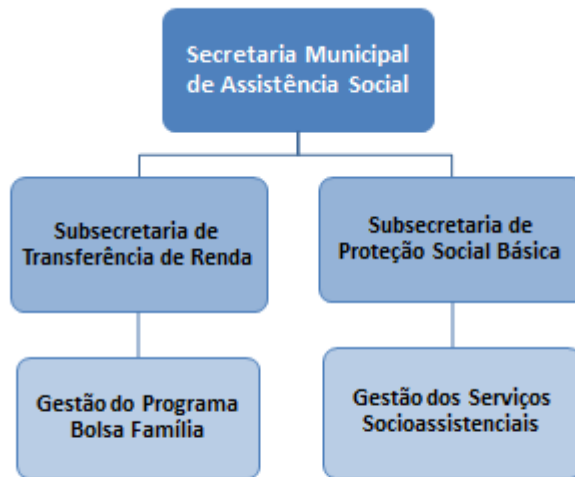 Secretaria Municipal
de Assistência Social
Subsecretaria de
Transferência de Renda
Subsecretaria de
Proteção Social Básica
Gestão do Programa
Bolsa Família
Gestão dos Serviços
Socioassistenciais